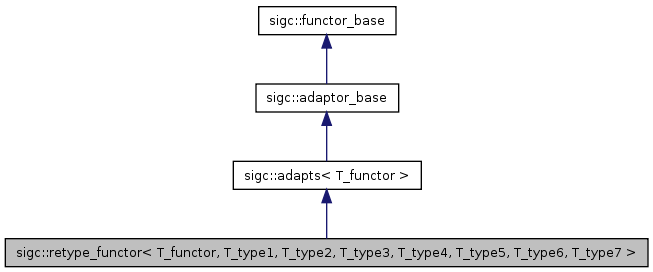 sigc::functor_base
sigc::adaptor_base
sigc::adapts< T_functor >
sigc::retype_functor< T_functor, T_type1, T_type2, T_type3, T_type4, T_type5, T_type6, T_type7 >